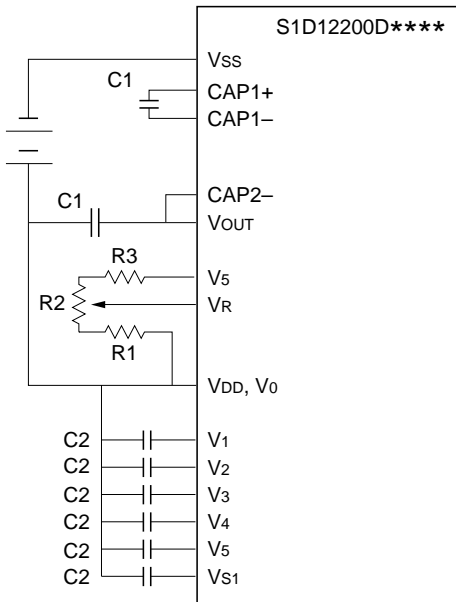 S1D12200D****
VSS
C1
CAP1+
CAP1–
CAP2–
C1
VOUT
R3
V5
R2
VR
R1
VDD, V0
C2 V1
C2 V2
C2 V3
C2 V4
C2 V5
C2 VS1